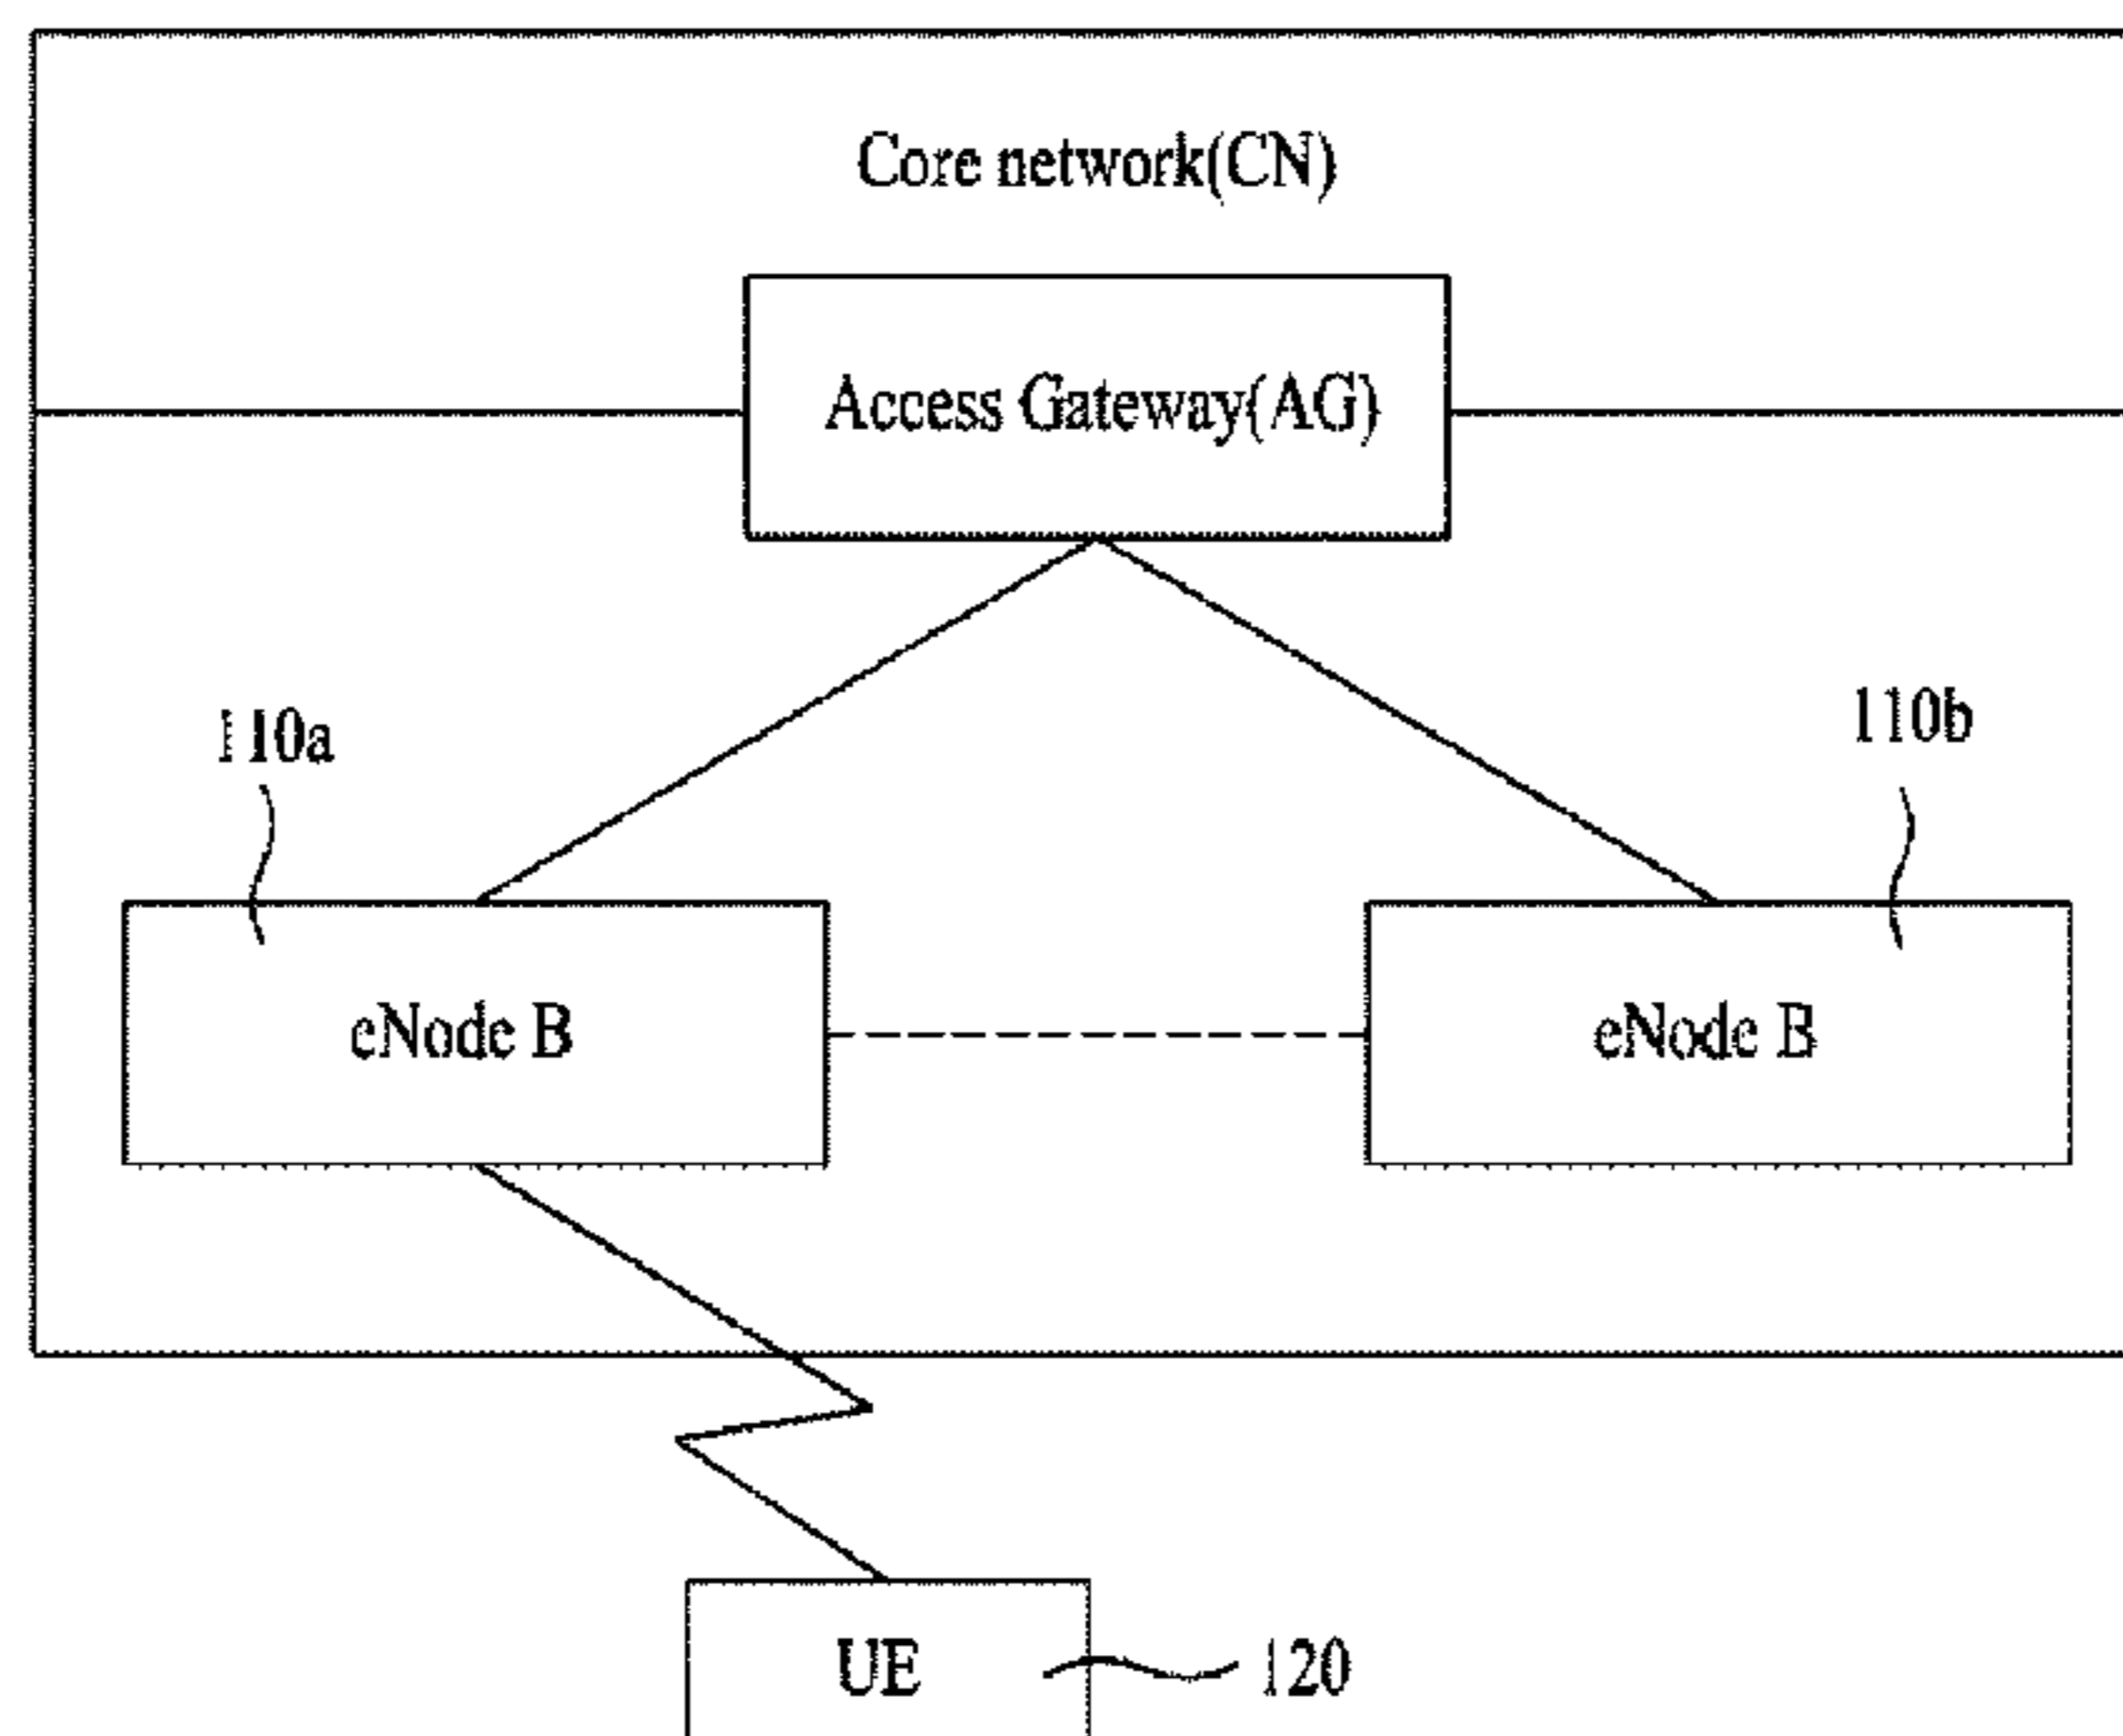 Core network(CN)
Access Gateway(AG)
110a
110b
eNode B
eNode B
UE
120